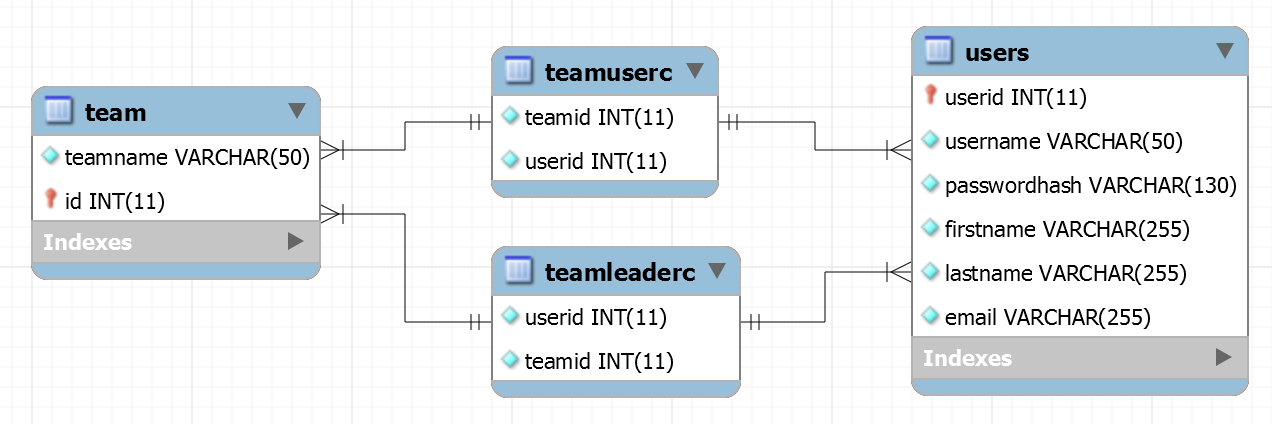 team
teamname VARCHAR(50)
id INT(11)
Indexes
teamuserc
teamid INT(11)
userid INT(11)
teamleaderc
userid INT(11)
teamid INT(11)
users
userid INT(11)
username VARCHAR(50)
passwordhash VARCHAR(130)
firstname VARCHAR(255)
lastname VARCHAR(255)
email VARCHAR(255)
Indexes